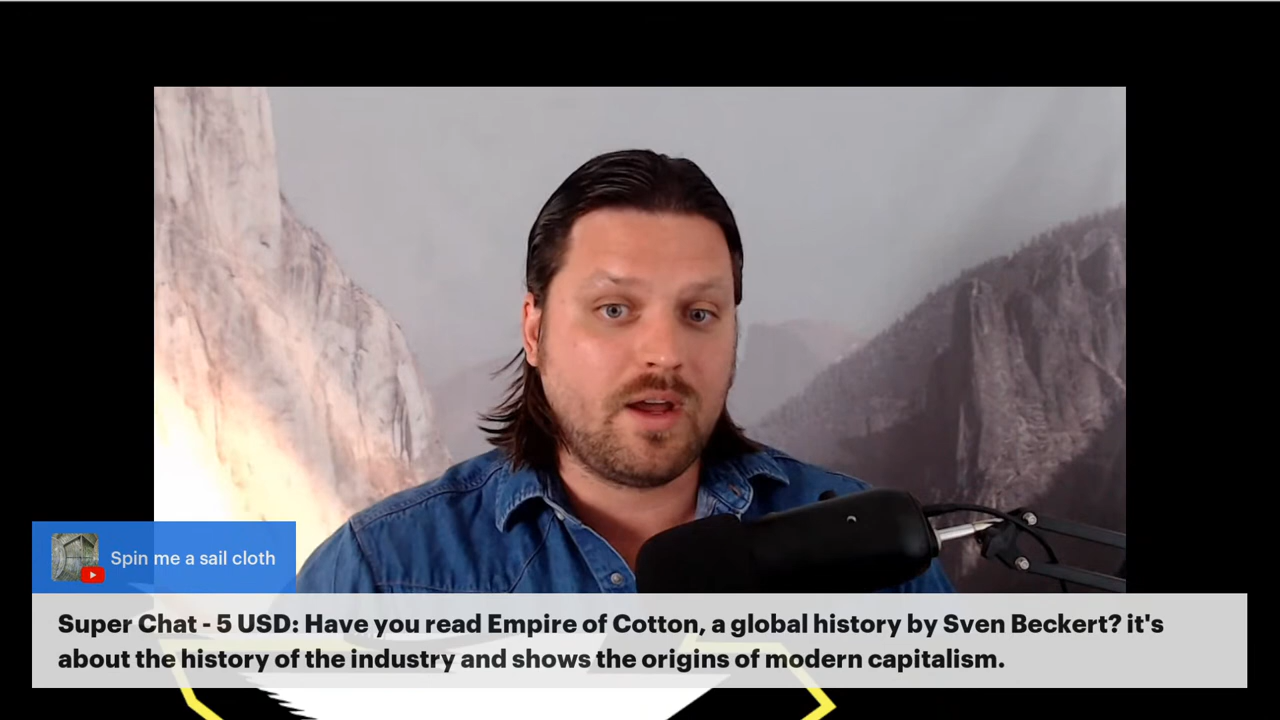 Spin me a sail cloth
Super Chat - 5 USD: Have you read Empire of Cotton, a global history by Sven Beckert? it's
about the history of the industry and shows the origins of modern capitalism.